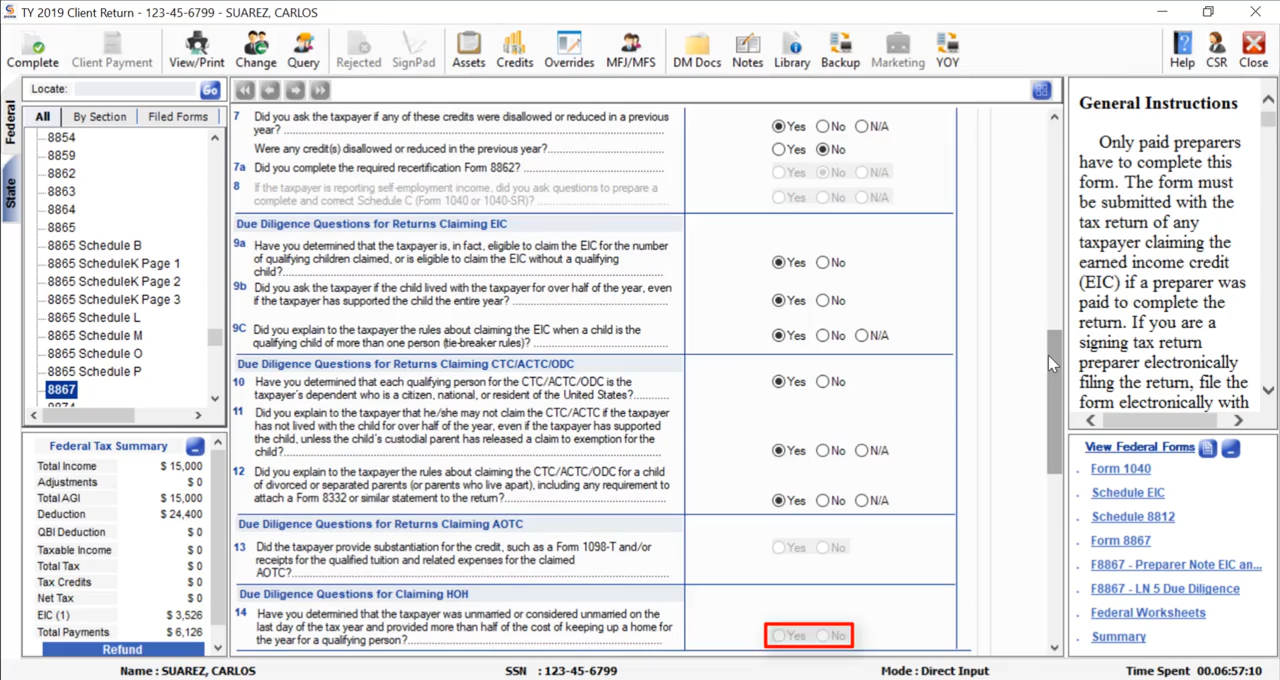 TY 2019 Client Return - 123-45-6799 - SUAREZ, CARLOS
Complete
Client Payment
View/Print
Change
Query
Rejected
SignPad
Assets
Credits
Overrides
MFJ/MFS
DM Docs
Notes
Library
Backup
Marketing
YOY
Help
CSR
Close
Federal
State
Locate:
Go
All
By Section
Filed Forms
8854
8859
8862
8863
8864
8865
8865 Schedule B
8865 ScheduleK Page 1
8865 ScheduleK Page 2
8865 ScheduleK Page 3
8865 Schedule L
8865 Schedule M
8865 Schedule O
8865 Schedule P
8867
Federal Tax Summary
Total Income $ 15,000
Adjustments $ 0
Total AGI $ 15,000
Deduction $ 24,400
QBI Deduction $ 0
Taxable Income $ 0
Total Tax $ 0
Tax Credits $ 0
Net Tax $ 0
EIC (1) $ 3,526
Total Payments $ 6,126
Refund
7 Did you ask the taxpayer if any of these credits were disallowed or reduced in a previous
year? Yes No N/A
Were any credit(s) disallowed or reduced in the previous year? Yes No
7a Did you complete the required recertification Form 8862? Yes No N/A
8 If the taxpayer is reporting self-employment income, did you ask questions to prepare a
complete and correct Schedule C (Form 1040 or 1040-SR)? Yes No N/A
Due Diligence Questions for Returns Claiming EIC
9a Have you determined that the taxpayer is, in fact, eligible to claim the EIC for the number
of qualifying children claimed, or is eligible to claim the EIC without a qualifying
child? Yes No
9b Did you ask the taxpayer if the child lived with the taxpayer for over half of the year, even
if the taxpayer has supported the child the entire year? Yes No
9C Did you explain to the taxpayer the rules about claiming the EIC when a child is the
qualifying child of more than one person (tie-breaker rules)? Yes No N/A
Due Diligence Questions for Returns Claiming CTC/ACTC/ODC
10 Have you determined that each qualifying person for the CTC/ACTC/ODC is the
taxpayer's dependent who is a citizen, national, or resident of the United States? Yes No
11 Did you explain to the taxpayer that he/she may not claim the CTC/ACTC if the taxpayer
has not lived with the child for over half of the year, even if the taxpayer has supported
the child, unless the child's custodial parent has released a claim to exemption for the
child? Yes No N/A
12 Did you explain to the taxpayer the rules about claiming the CTC/ACTC/ODC for a child
of divorced or separated parents (or parents who live apart), including any requirement to
attach a Form 8332 or similar statement to the return? Yes No N/A
Due Diligence Questions for Returns Claiming AOTC
13 Did the taxpayer provide substantiation for the credit, such as a Form 1098-T and/or
receipts for the qualified tuition and related expenses for the claimed
AOTC? Yes No
Due Diligence Questions for Claiming HOH
14 Have you determined that the taxpayer was unmarried or considered unmarried on the
last day of the tax year and provided more than half of the cost of keeping up a home for
the year for a qualifying person? Yes No
General Instructions
Only paid preparers
have to complete this
form. The form must
be submitted with the
tax return of any
taxpayer claiming the
earned income credit
(EIC) if a preparer was
paid to complete the
return. If you are a
signing tax return
preparer electronically
filing the return, file the
form electronically with
View Federal Forms
Form 1040
Schedule EIC
Schedule 8812
Form 8867
F8867 - Preparer Note EIC an...
F8867 - LN 5 Due Diligence
Federal Worksheets
Summary
Name : SUAREZ, CARLOS
SSN : 123-45-6799
Mode : Direct Input
Time Spent 00.06:57:10